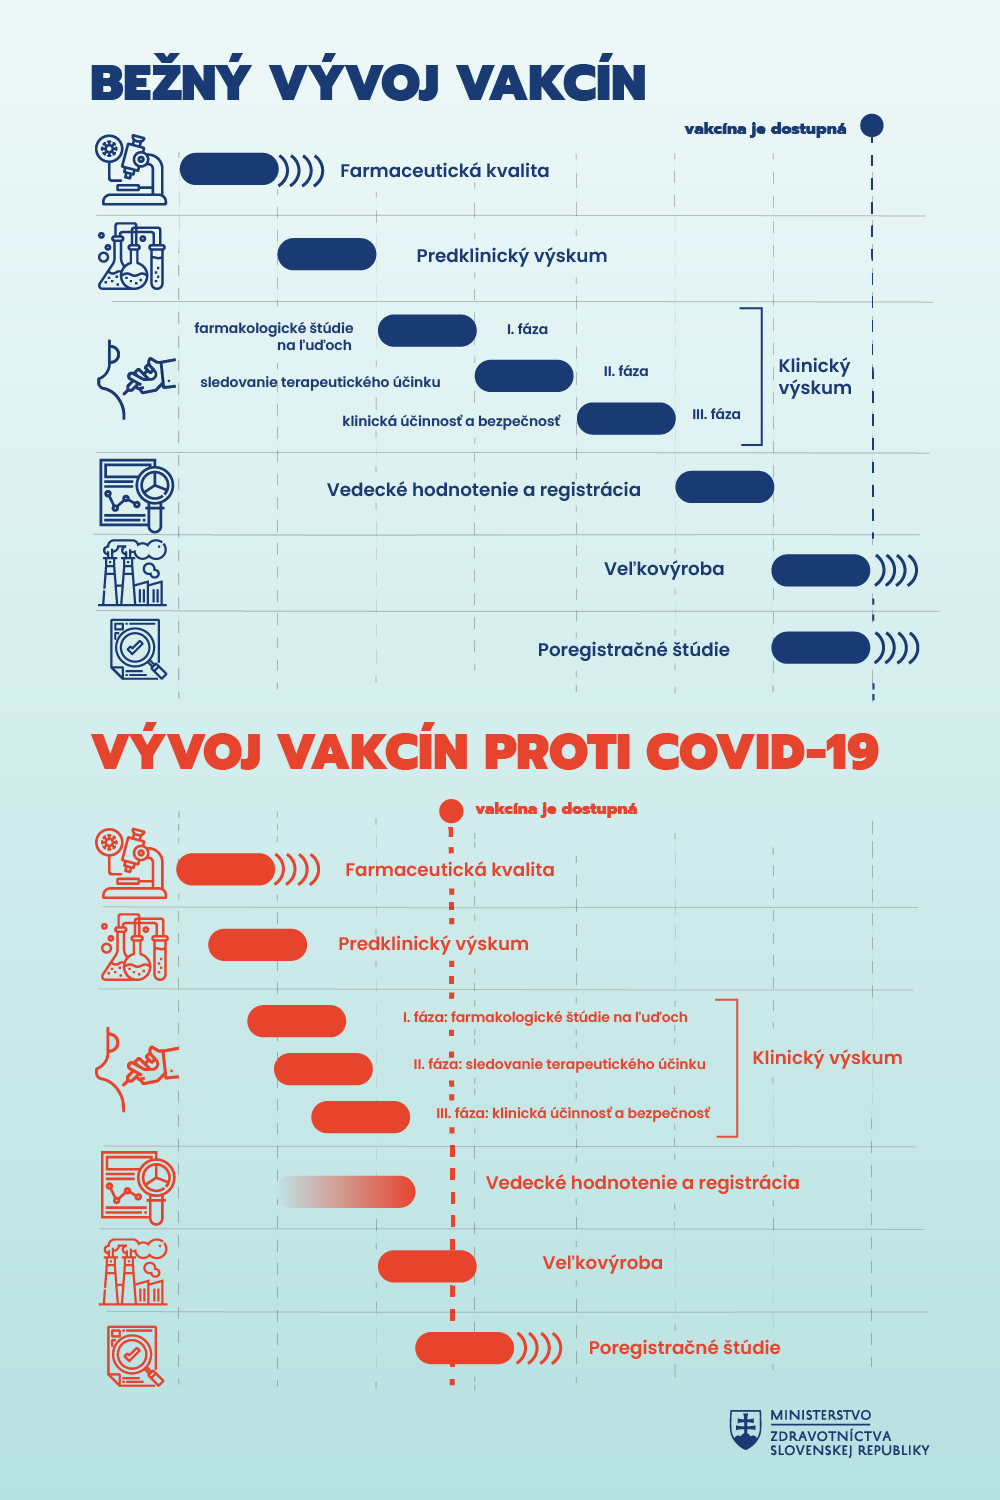 BEŽNÝ VÝVOJ VAKCÍN
vakcína je dostupná
Farmaceutická kvalita
Predklinický výskum
farmakologické štúdie
na ľuďoch
I. fáza
sledovanie terapeutického účinku
II. fáza
klinická účinnosť a bezpečnosť
III. fáza
Klinický
výskum
Vedecké hodnotenie a registrácia
Veľkovýroba
Poregistračné štúdie
VÝVOJ VAKCÍN PROTI COVID-19
vakcína je dostupná
Farmaceutická kvalita
Predklinický výskum
I. fáza: farmakologické štúdie na ľuďoch
II. fáza: sledovanie terapeutického účinku
III. fáza: klinická účinnosť a bezpečnosť
Klinický výskum
Vedecké hodnotenie a registrácia
Veľkovýroba
Poregistračné štúdie
MINISTERSTVO
ZDRAVOTNÍCTVA
SLOVENSKEJ REPUBLIKY